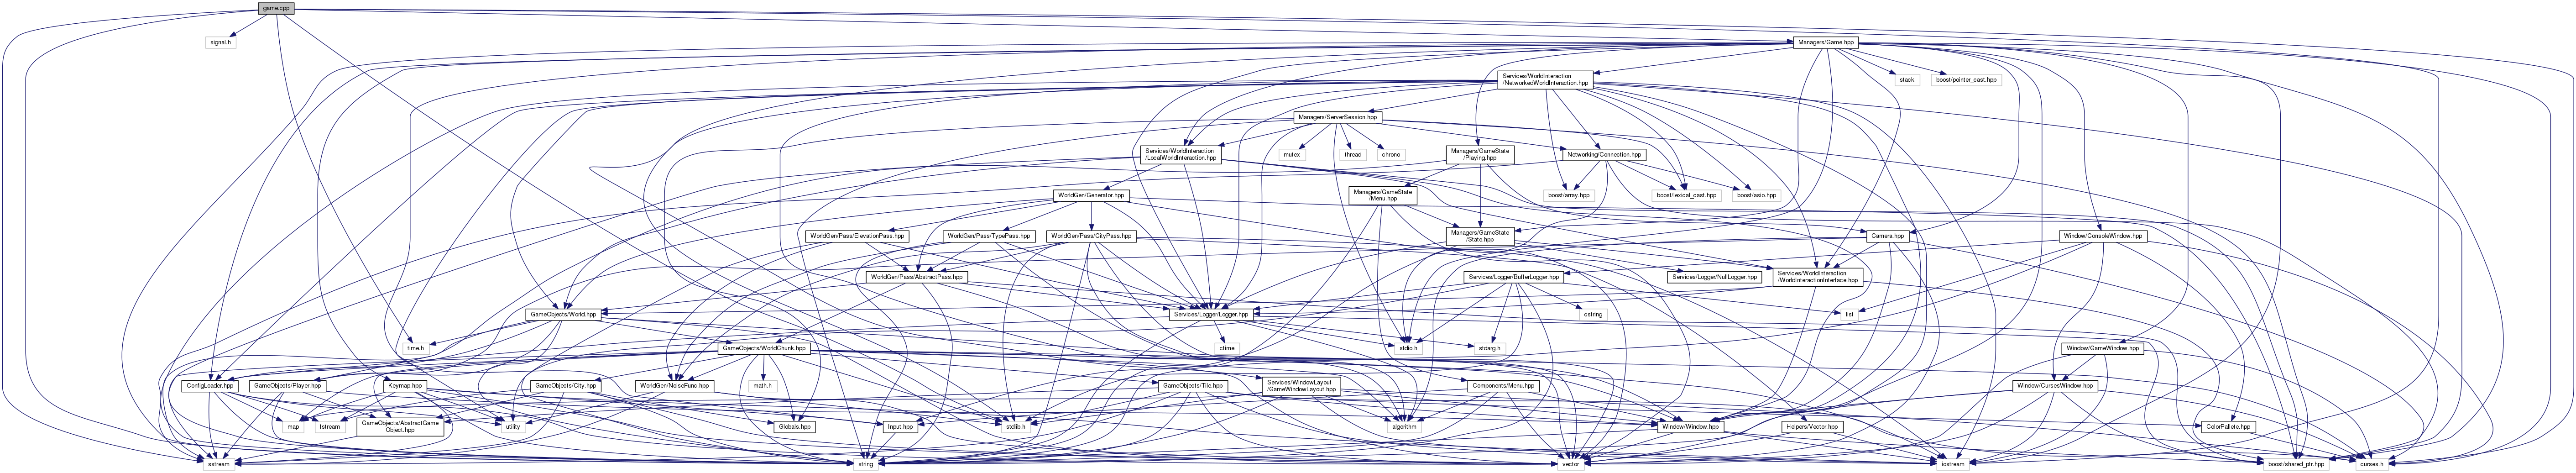 game.cpp
signal.h
Managers/Game.hpp
Services/WorldInteraction
/NetworkedWorldInteraction.hpp
stack
boost/pointer_cast.hpp
Managers/ServerSession.hpp
Services/WorldInteraction
/LocalWorldInteraction.hpp
mutex
thread
chrono
Managers/GameState
/Playing.hpp
Networking/Connection.hpp
WorldGen/Generator.hpp
Managers/GameState
/Menu.hpp
boost/array.hpp
boost/lexical_cast.hpp
boost/asio.hpp
WorldGen/Pass/ElevationPass.hpp
WorldGen/Pass/TypePass.hpp
WorldGen/Pass/CityPass.hpp
Managers/GameState
/State.hpp
Camera.hpp
Window/ConsoleWindow.hpp
WorldGen/Pass/AbstractPass.hpp
Services/Logger/BufferLogger.hpp
Services/Logger/NullLogger.hpp
Services/WorldInteraction
/WorldInteractionInterface.hpp
GameObjects/World.hpp
Services/Logger/Logger.hpp
cstring
list
time.h
GameObjects/WorldChunk.hpp
ctime
stdio.h
stdarg.h
Window/GameWindow.hpp
ConfigLoader.hpp
GameObjects/Player.hpp
Keymap.hpp
GameObjects/City.hpp
WorldGen/NoiseFunc.hpp
math.h
GameObjects/Tile.hpp
Services/WindowLayout
/GameWindowLayout.hpp
Components/Menu.hpp
Window/CursesWindow.hpp
map
fstream
GameObjects/AbstractGame
Object.hpp
utility
Globals.hpp
Input.hpp
stdlib.h
algorithm
Window/Window.hpp
Helpers/Vector.hpp
ColorPallete.hpp
sstream
string
vector
iostream
boost/shared_ptr.hpp
curses.h